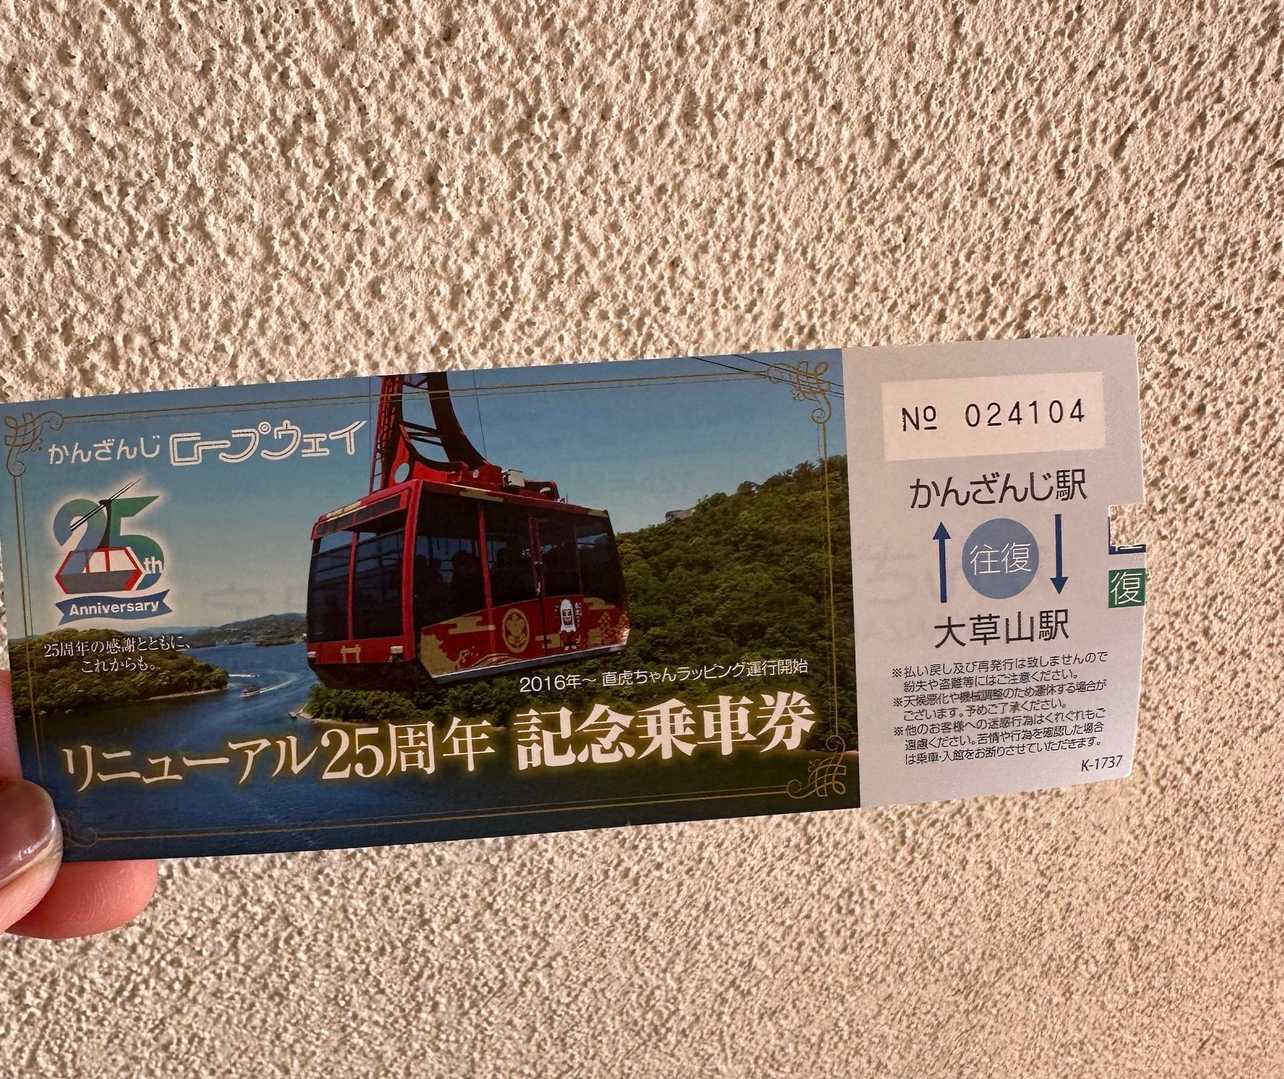 かんざんじ ロープウェイ
25th
Anniversary
25周年の感謝とともに、
これからも。
2016年～ 直虎ちゃんラッピング運行開始
リニューアル25周年 記念乗車券
Nº 024104
かんざんじ駅
往復
大草山駅
復
※払い戻し及び再発行は致しませんので
紛失や盗難等にはご注意ください。
※天候悪化や機械調整のため運休する場合が
ございます。予めご了承ください。
※他のお客様への迷惑行為はくれぐれもご
遠慮ください。苦情や行為を確認した場合
は乗車・入館をお断りさせていただきます。
K-1737